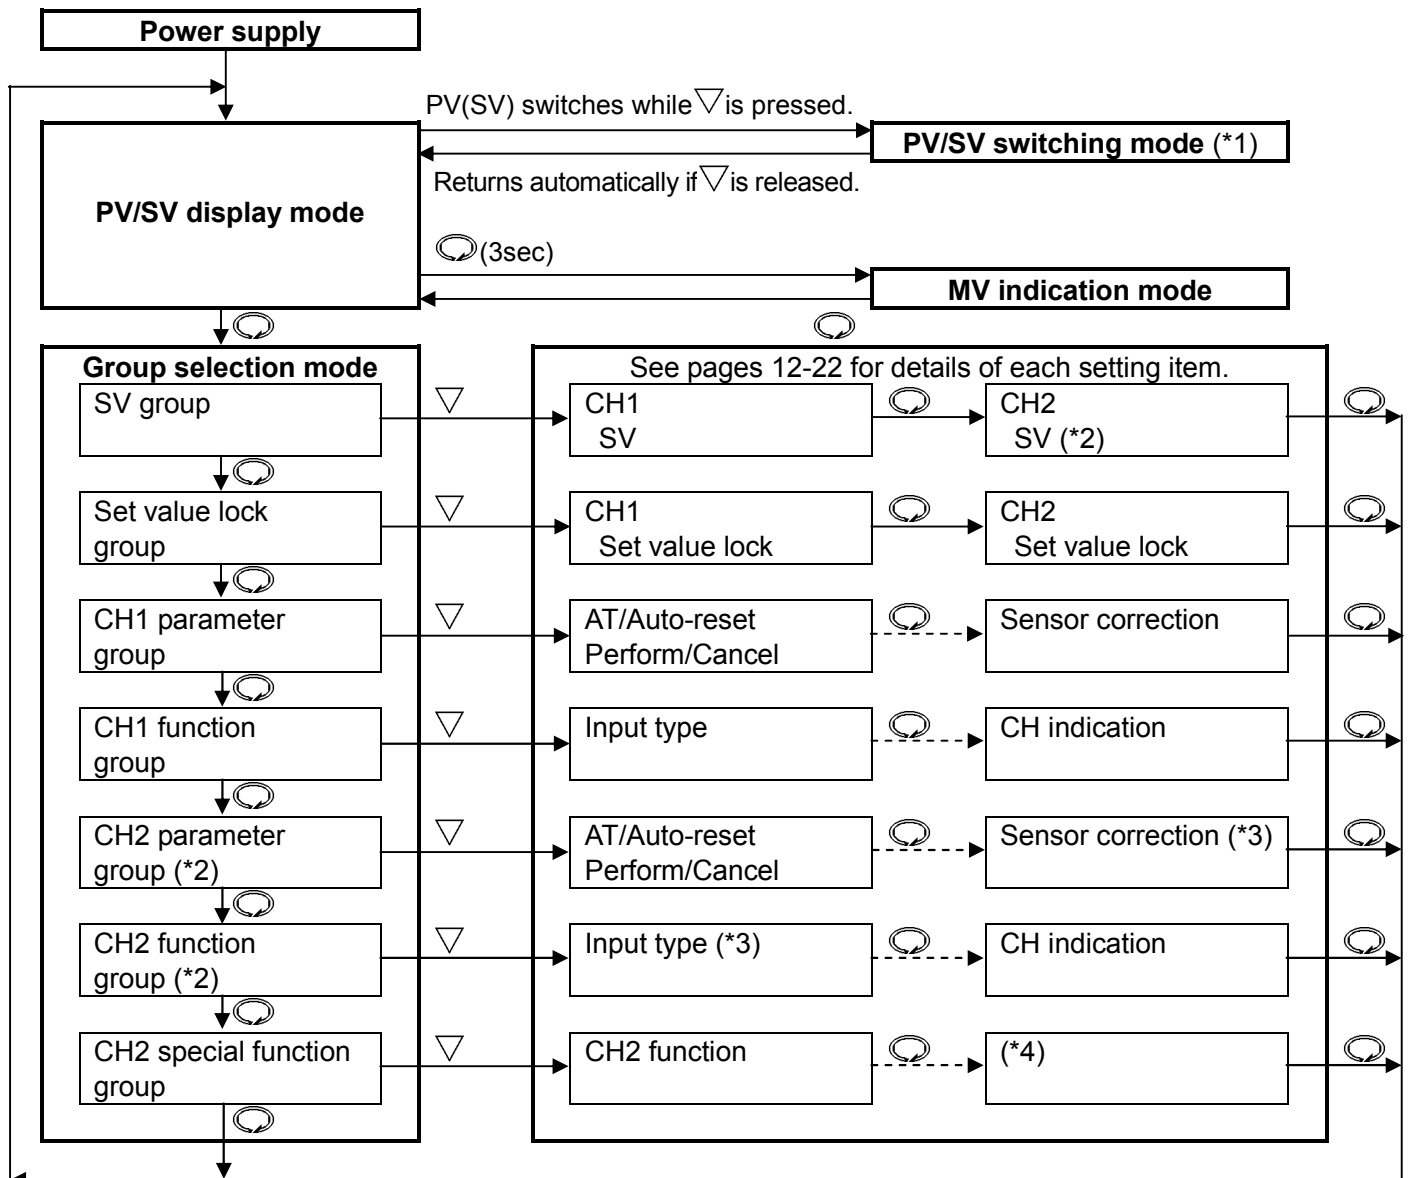 Power supply
PV(SV) switches while ▽ is pressed.
PV/SV switching mode (*1)
Returns automatically if ▽ is released.
PV/SV display mode
(3sec)
MV indication mode
Group selection mode
See pages 12-22 for details of each setting item.
SV group
▽
CH1
SV
CH2
SV (*2)
Set value lock
group
▽
CH1
Set value lock
CH2
Set value lock
CH1 parameter
group
▽
AT/Auto-reset
Perform/Cancel
Sensor correction
CH1 function
group
▽
Input type
CH indication
CH2 parameter
group (*2)
▽
AT/Auto-reset
Perform/Cancel
Sensor correction (*3)
CH2 function
group (*2)
▽
Input type (*3)
CH indication
CH2 special function
group
▽
CH2 function
(*4)